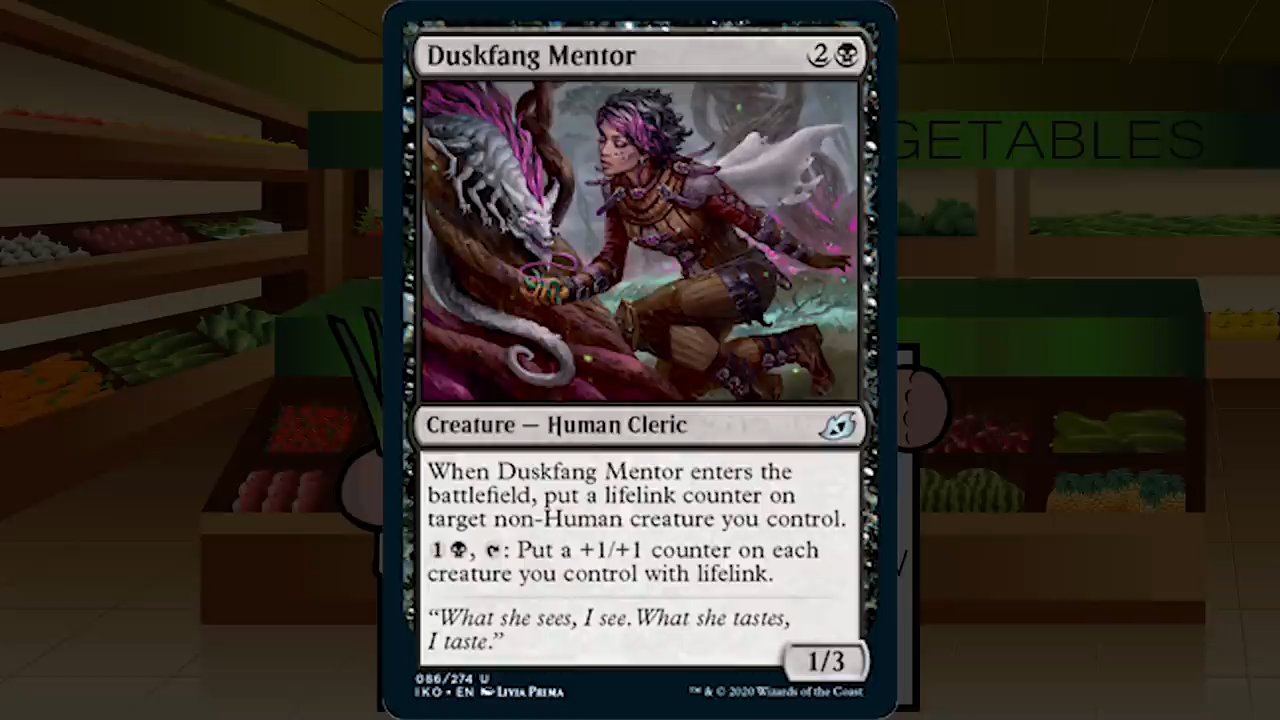 Duskfang Mentor 2
GETABLES
Creature — Human Cleric
When Duskfang Mentor enters the
battlefield, put a lifelink counter on
target non-Human creature you control.
1 , : Put a +1/+1 counter on each
creature you control with lifelink.
“What she sees, I see. What she tastes,
I taste.”
1/3
086/274 U
IKO • EN Livia Prima
™ & © 2020 Wizards of the Coast